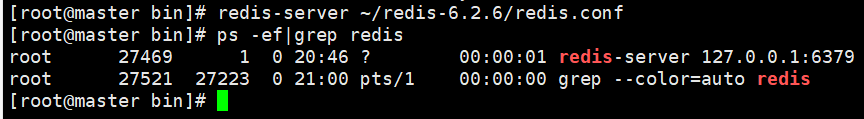 [root@master bin]# redis-server ~/redis-6.2.6/redis.conf
[root@master bin]# ps -ef|grep redis
root      27469      1  0 20:46 ?        00:00:01 redis-server 127.0.0.1:6379
root      27521  27223  0 21:00 pts/1    00:00:00 grep --color=auto redis
[root@master bin]#